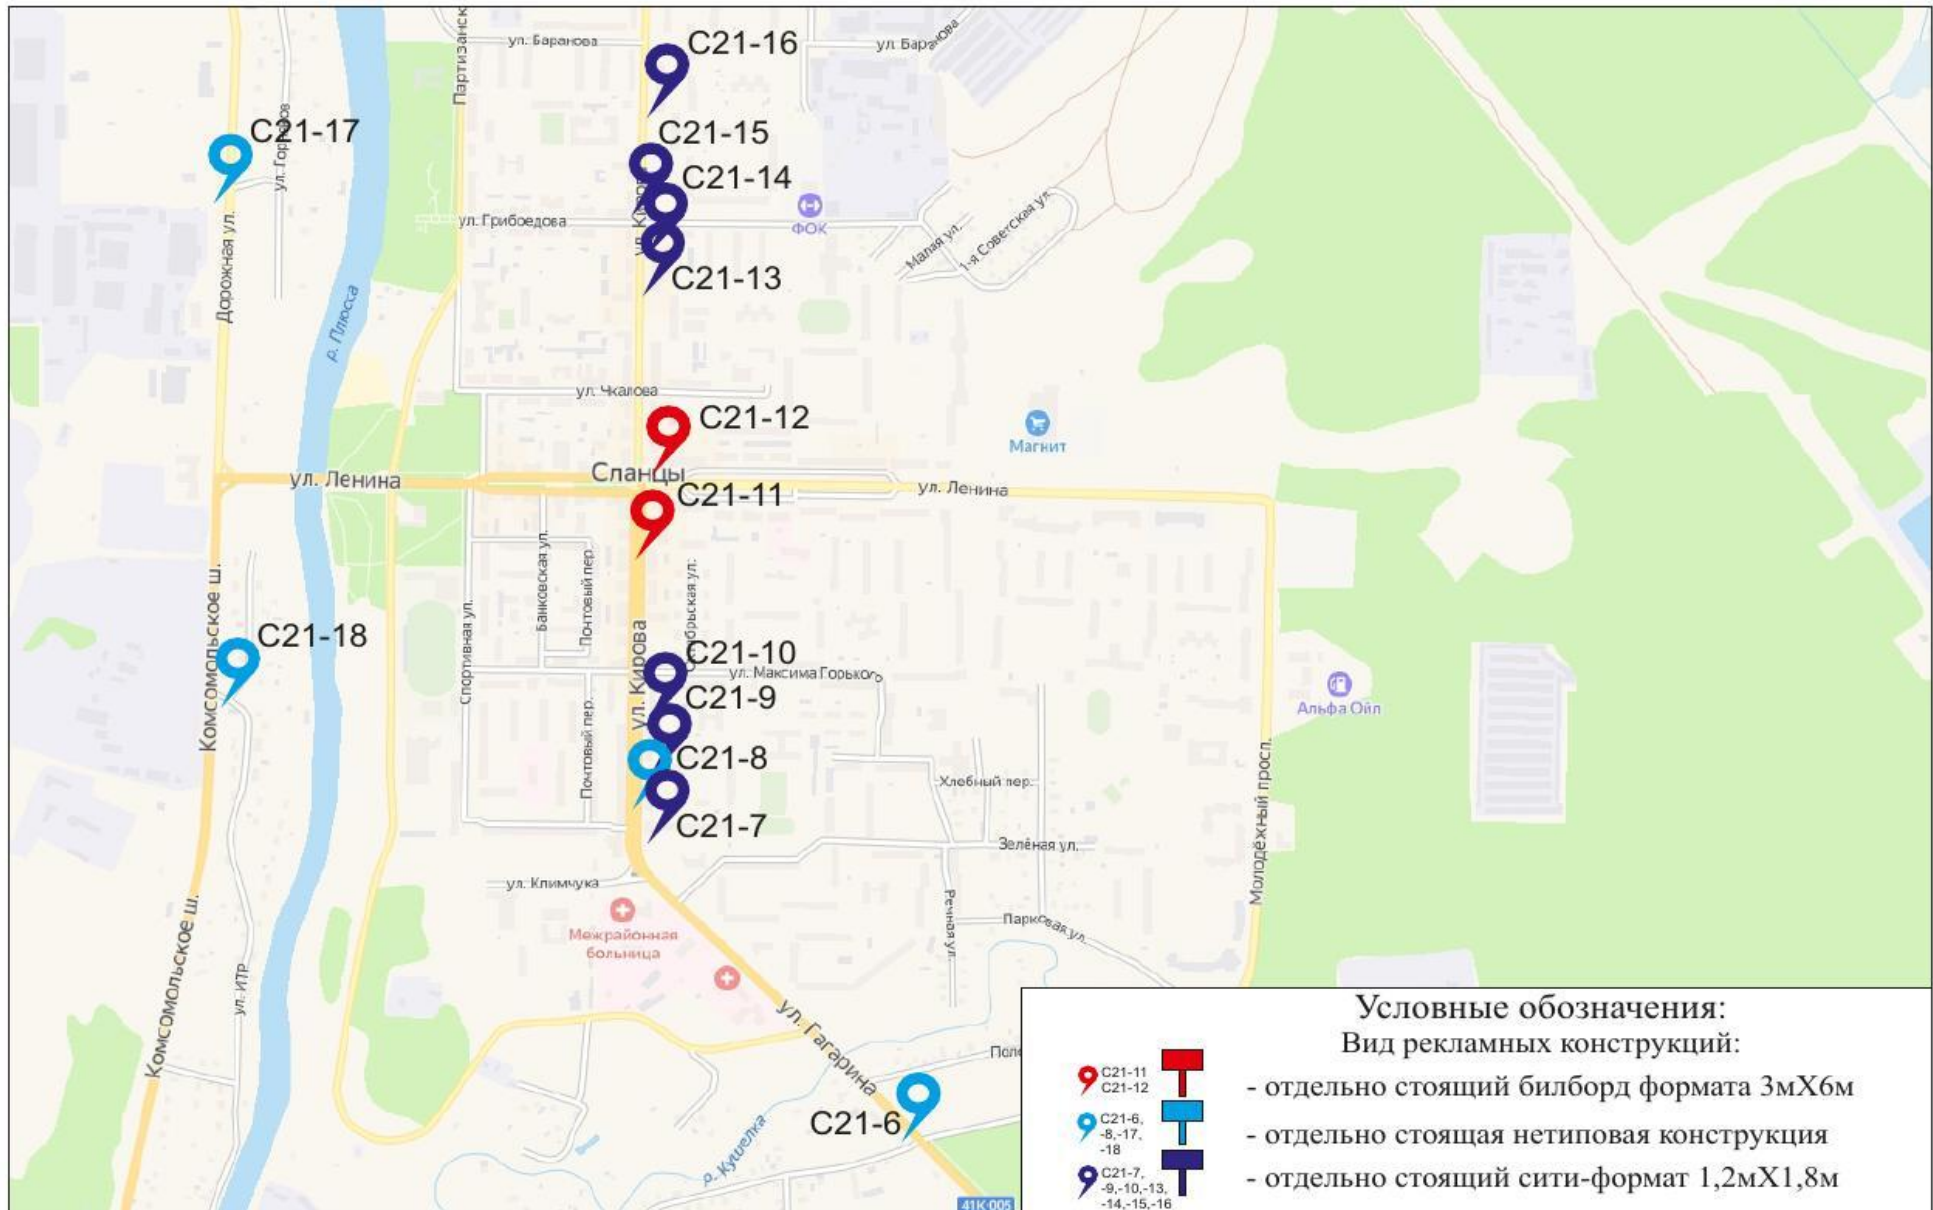 Партизанск
ул. Баранова
С21-16
ул. Баранова
С21-17
С21-15
С21-14
ул. Кирова
ул. Грибоедова
ФОК
Малая ул.
1-я Советская ул.
Дорожная ул.
С21-13
р. Плюсса
ул. Чкалова
С21-12
Магнит
Сланцы
ул. Ленина
С21-11
ул. Ленина
Банковская ул.
Почтовый пер.
Комсомольское ш.
Спортивная ул.
С21-18
ул. Кирова
С21-10
ул. Максима Горького
С21-9
Альфа Ойл
Почтовый пер.
С21-8
Хлебный пер.
С21-7
Молодёжный просп.
Зелёная ул.
ул. Климчука
Речная ул.
Парковая ул.
Межрайонная
больница
Комсомольское ш.
ул. ИТР
ул. Гагарина
С21-6
р. Кушелка
41К-005
Условные обозначения:
Вид рекламных конструкций:
С21-11
С21-12
- отдельно стоящий билборд формата 3мХ6м
С21-6,
-8,-17,
-18
- отдельно стоящая нетиповая конструкция
С21-7,
-9,-10,-13,
-14,-15,-16
- отдельно стоящий сити-формат 1,2мХ1,8м